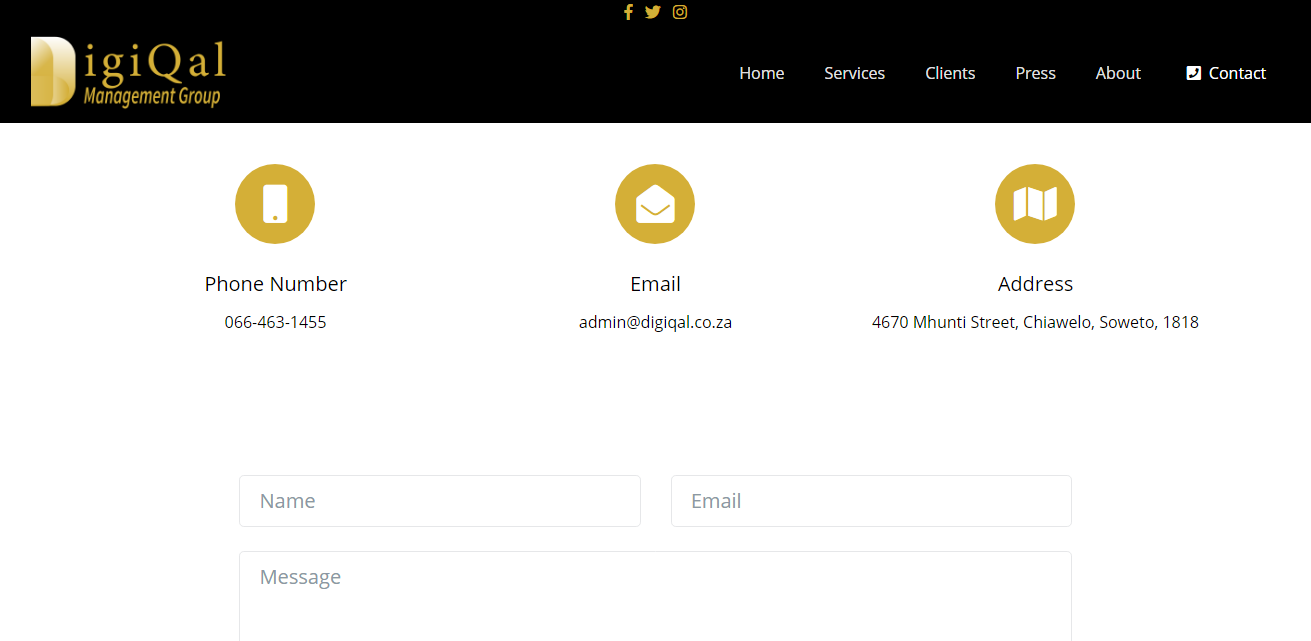 DigiQal
Management Group
Home Services Clients Press About Contact
Phone Number Email Address
066-463-1455 admin@digiqal.co.za 4670 Mhunti Street, Chiawelo, Soweto, 1818
Name Email
Message